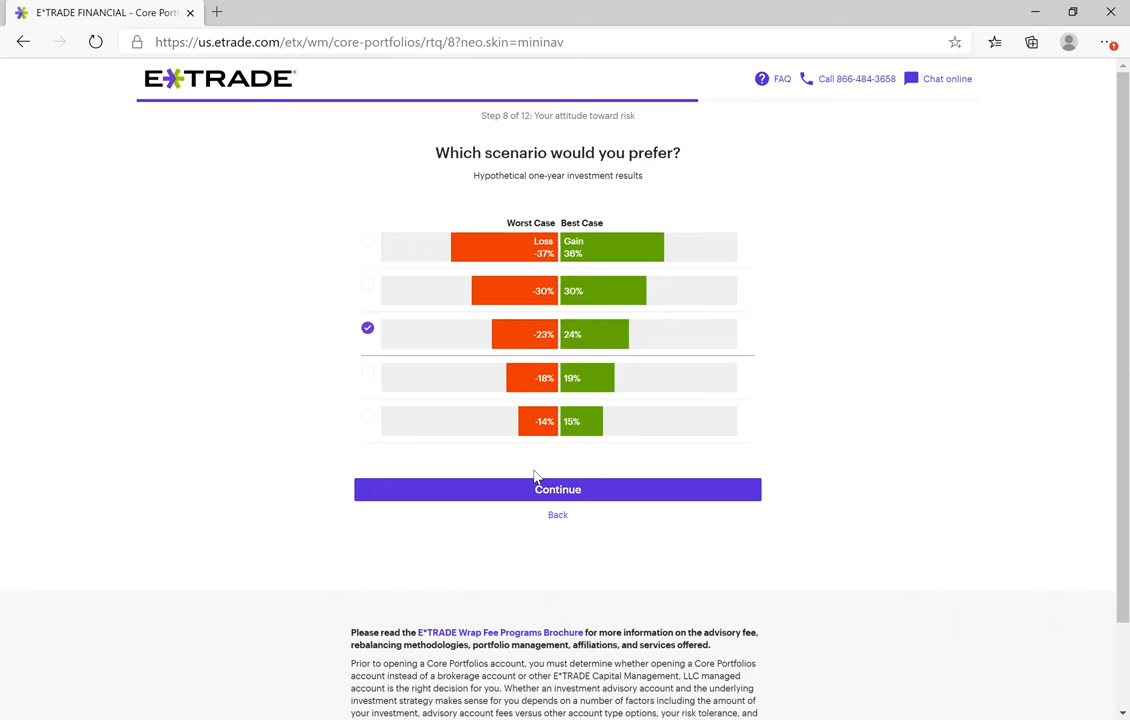 E*TRADE FINANCIAL - Core Port
https://us.etrade.com/etx/wm/core-portfolios/rtq/8?neo.skin=mininav
E*TRADE
FAQ
Call 866-484-3658
Chat online
Step 8 of 12: Your attitude toward risk
Which scenario would you prefer?
Hypothetical one-year investment results
Worst Case Best Case
Loss Gain
-37% 36%
-30% 30%
-23% 24%
-18% 19%
-14% 15%
Continue
Back
Please read the E*TRADE Wrap Fee Programs Brochure for more information on the advisory fee,
rebalancing methodologies, portfolio management, affiliations, and services offered.
Prior to opening a Core Portfolios account, you must determine whether opening a Core Portfolios
account instead of a brokerage account or other E*TRADE Capital Management, LLC managed
account is the right decision for you. Whether an investment advisory account and the underlying
investment strategy makes sense for you depends on a number of factors including the amount of
your investment, advisory account fees versus other account type options, your risk tolerance, and